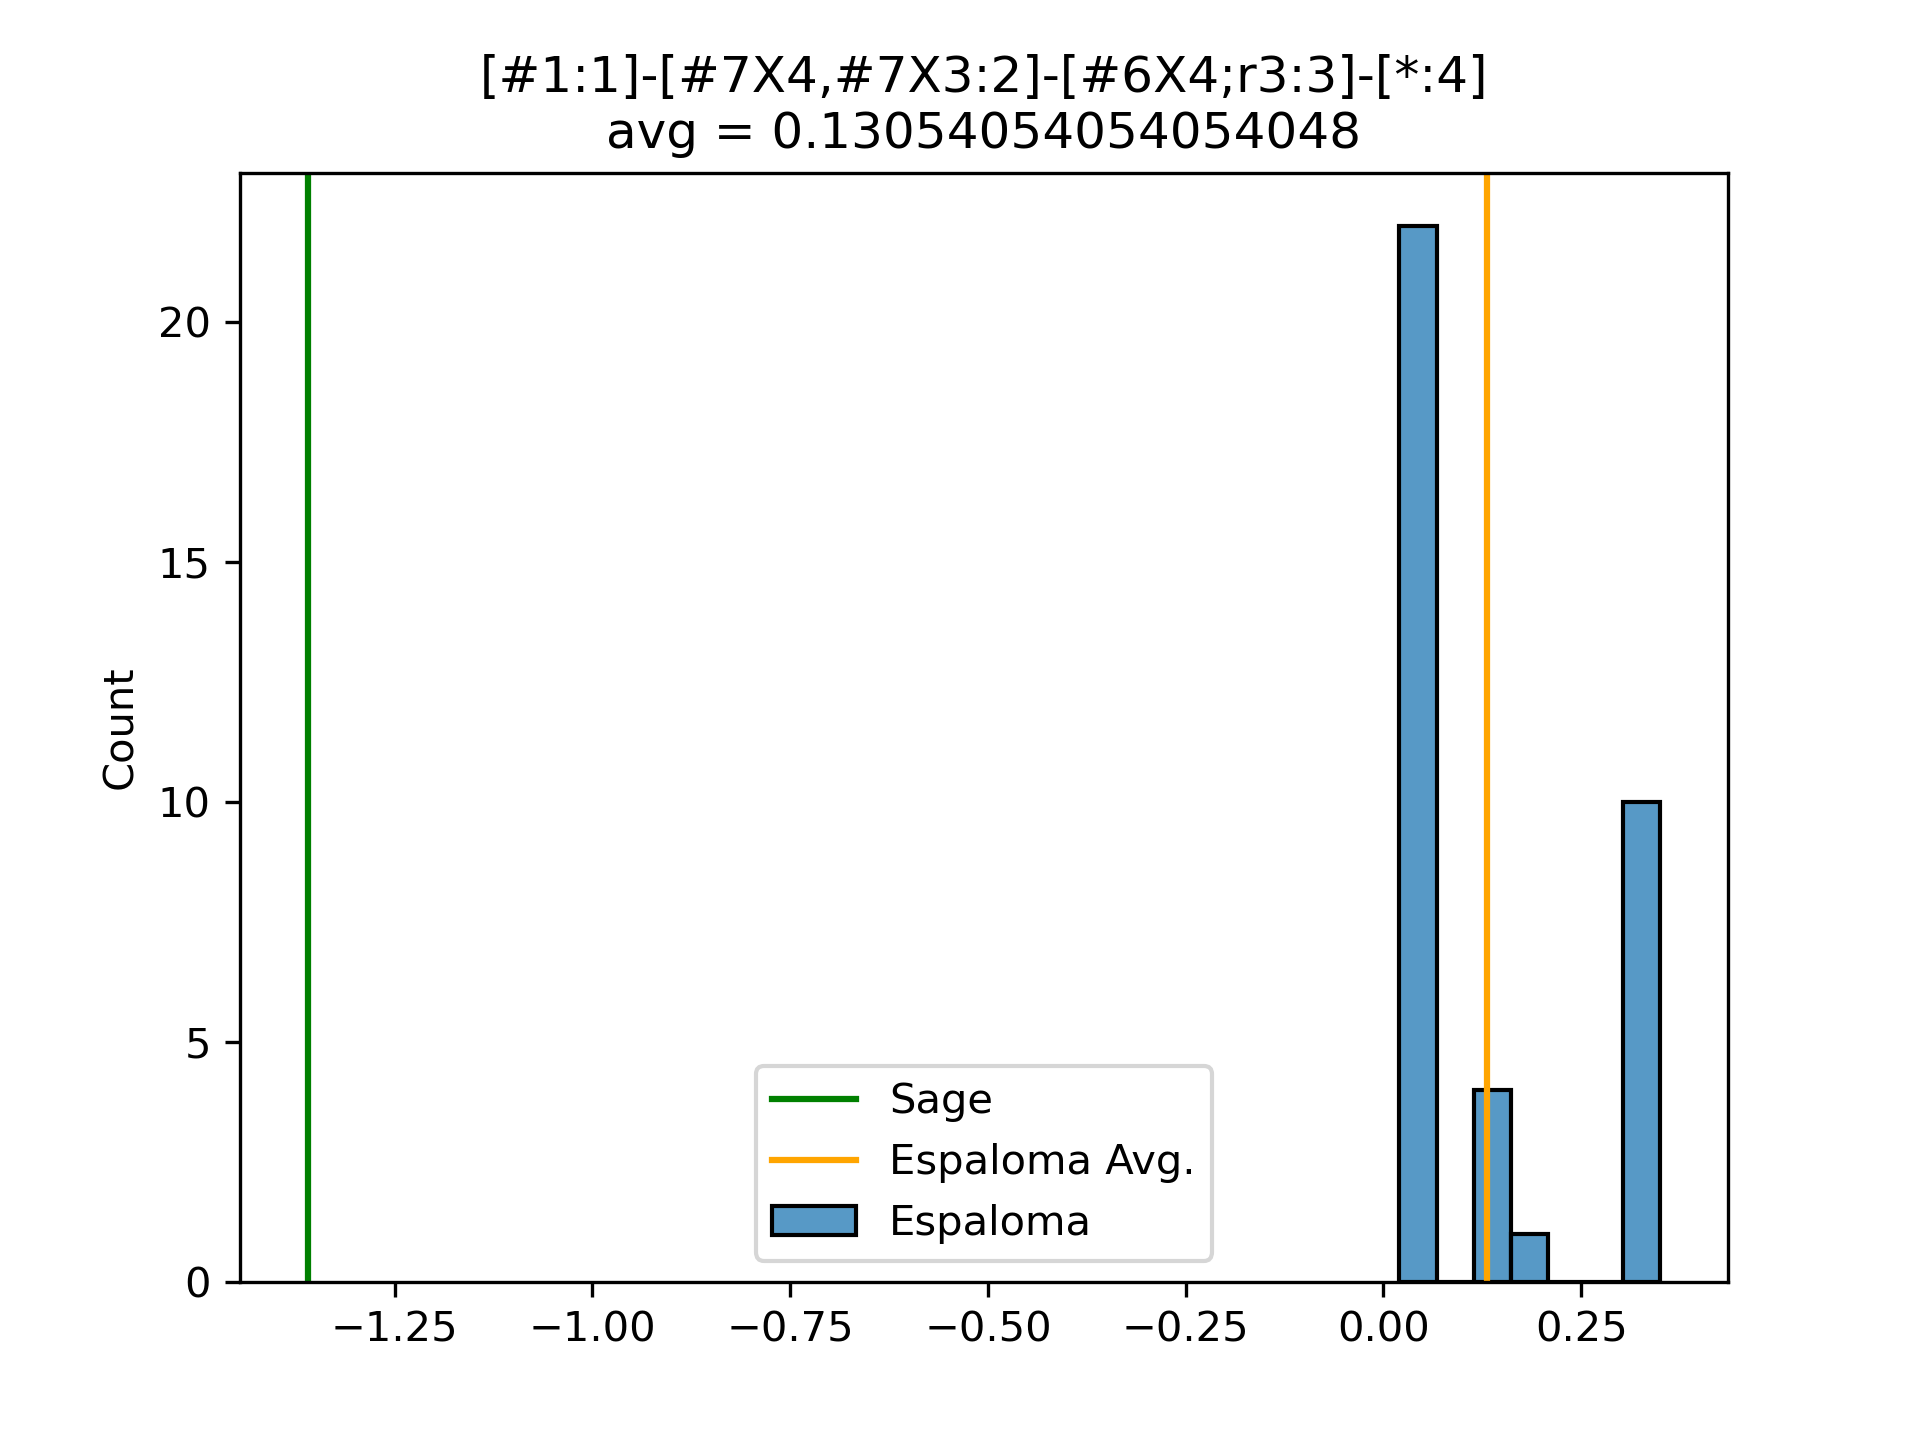 [#1:1]-[#7X4,#7X3:2]-[#6X4;r3:3]-[*:4]
avg = 0.13054054054054048
Count
20
15
10
5
0
Sage
Espaloma Avg.
Espaloma
−1.25 −1.00 −0.75 −0.50 −0.25 0.00 0.25